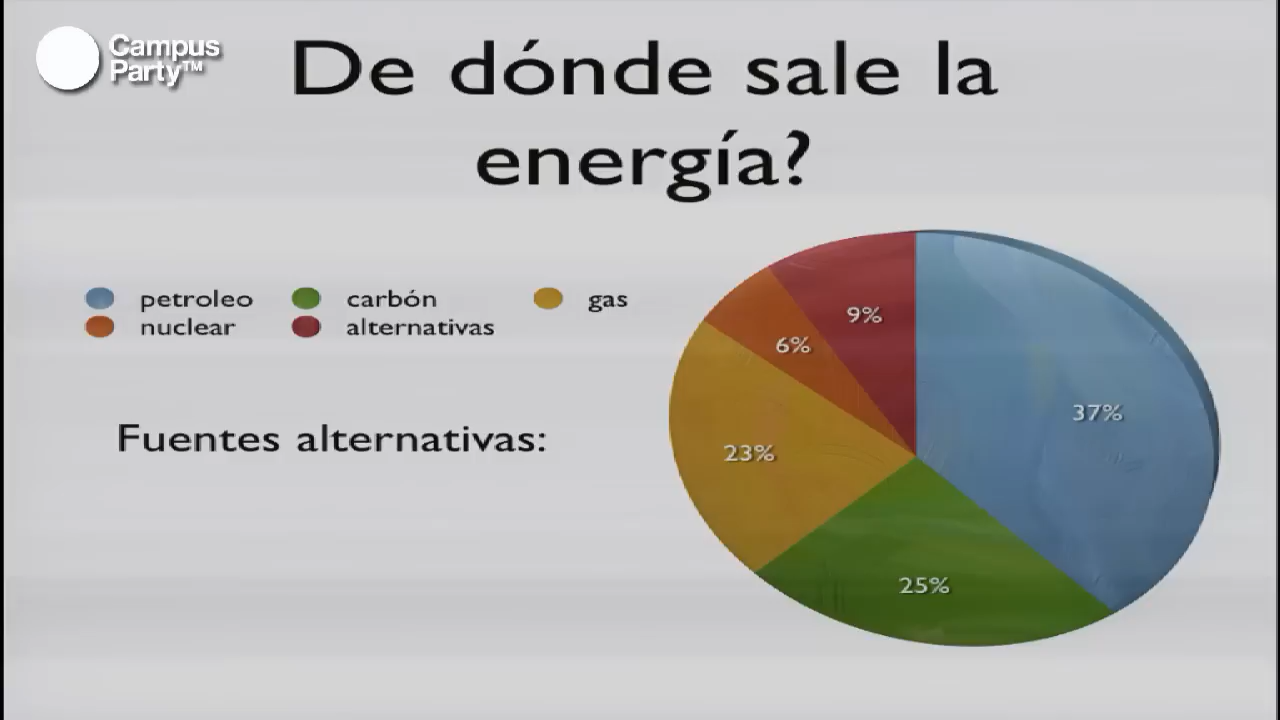 Campus
Party™
De dónde sale la
energía?
petroleo
carbón
gas
nuclear
alternativas
Fuentes alternativas:
9%
6%
37%
23%
25%